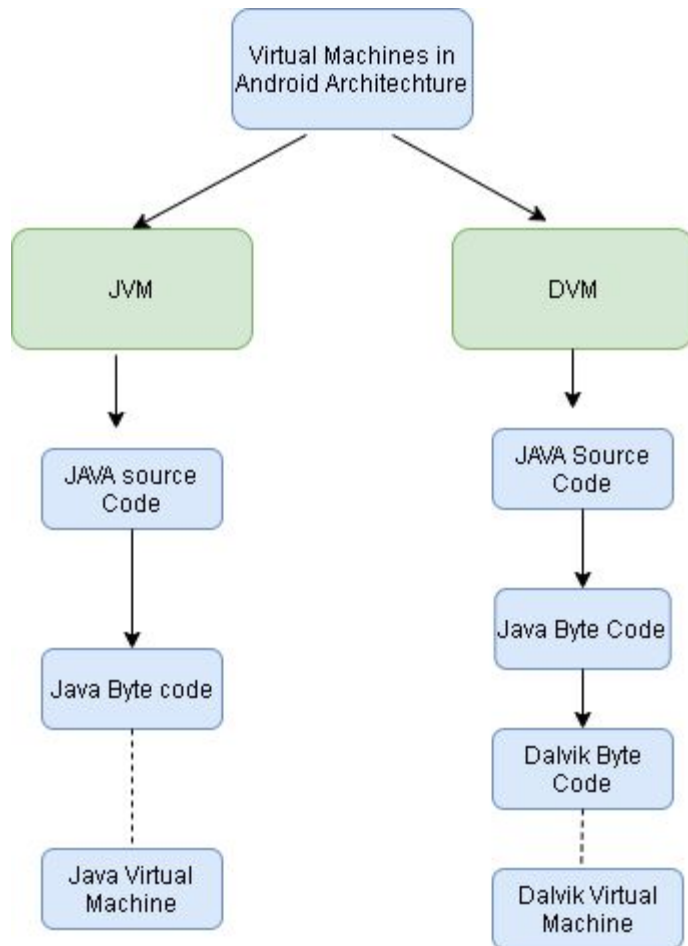 Virtual Machines in
Android Architechture
JVM
DVM
JAVA source
Code
JAVA Source
Code
Java Byte code
Java Byte Code
Dalvik Byte
Code
Java Virtual
Machine
Dalvik Virtual
Machine